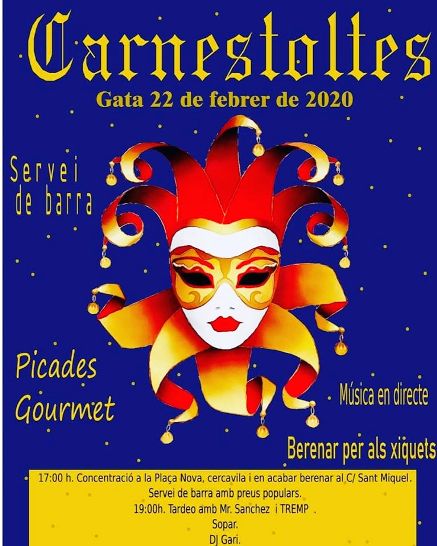 Carnestoltes
Gata 22 de febrer de 2020
Servei
de barra
Picades
Gourmet
Música en directe
Berenar per als xiquets
17:00 h. Concentració a la Plaça Nova, cercavila i en acabar berenar al C/ Sant Miquel.
Servei de barra amb preus populars.
19:00h. Tardeo amb Mr. Sanchez i TREMP .
Sopar.
DJ Gari.